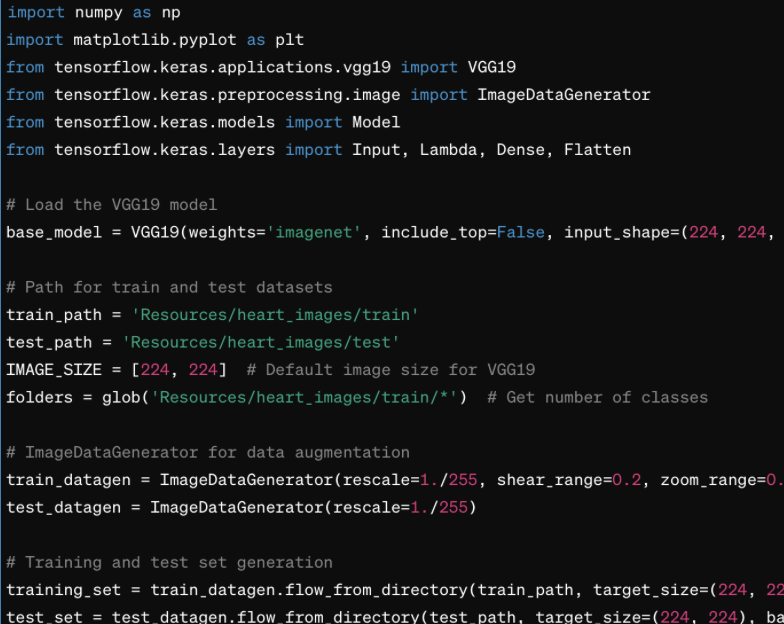 import numpy as np
import matplotlib.pyplot as plt
from tensorflow.keras.applications.vgg19 import VGG19
from tensorflow.keras.preprocessing.image import ImageDataGenerator
from tensorflow.keras.models import Model
from tensorflow.keras.layers import Input, Lambda, Dense, Flatten
# Load the VGG19 model
base_model = VGG19(weights='imagenet', include_top=False, input_shape=(224, 224,
# Path for train and test datasets
train_path = 'Resources/heart_images/train'
test_path = 'Resources/heart_images/test'
IMAGE_SIZE = [224, 224]  # Default image size for VGG19
folders = glob('Resources/heart_images/train/*')  # Get number of classes
# ImageDataGenerator for data augmentation
train_datagen = ImageDataGenerator(rescale=1./255, shear_range=0.2, zoom_range=0.
test_datagen = ImageDataGenerator(rescale=1./255)
# Training and test set generation
training_set = train_datagen.flow_from_directory(train_path, target_size=(224, 22
test_set = test_datagen.flow_from_directory(test_path, target_size=(224, 224), ba